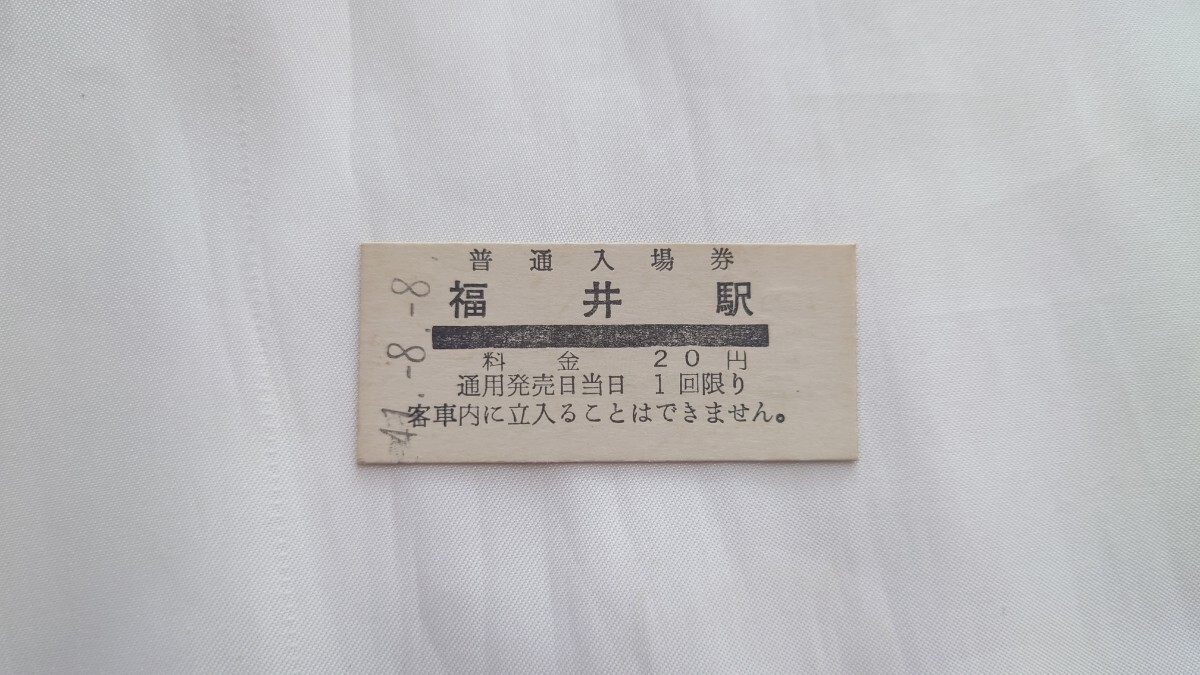 普通入場券
福井駅
料金 20円
通用発売日当日1回限り
客車内に立入ることはできません。